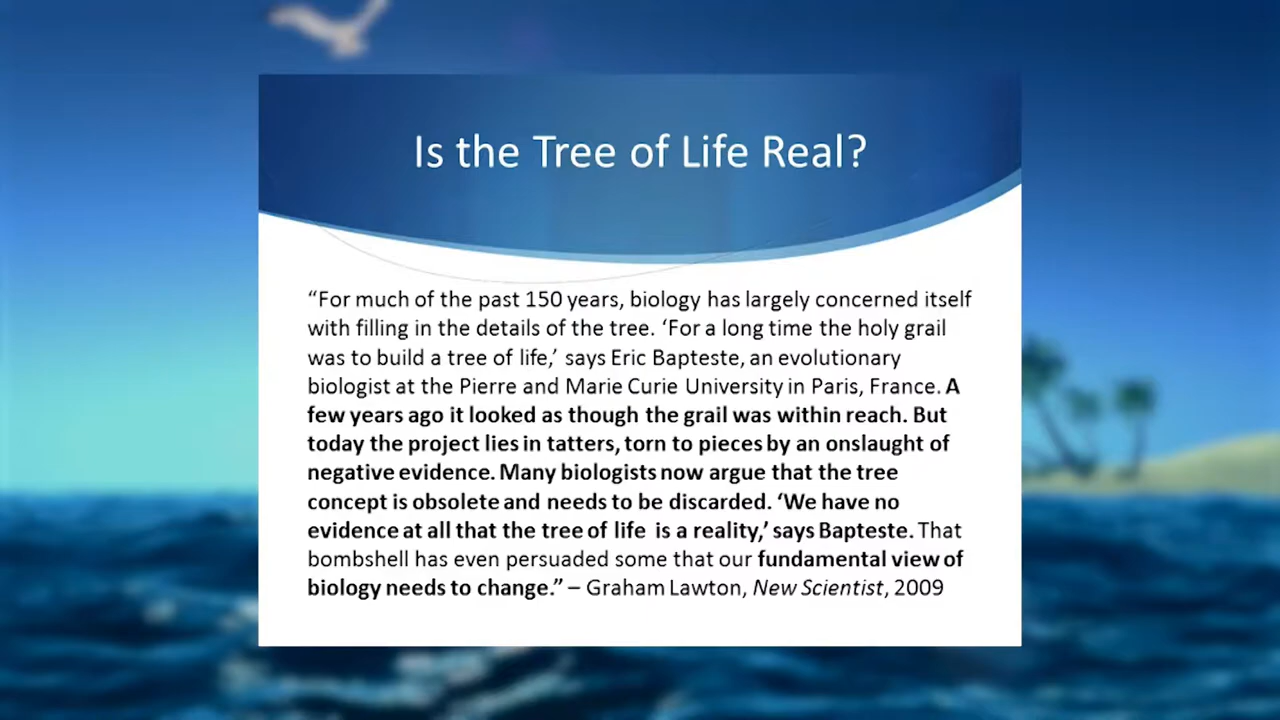 Is the Tree of Life Real?
“For much of the past 150 years, biology has largely concerned itself
with filling in the details of the tree. ‘For a long time the holy grail
was to build a tree of life,’ says Eric Bapteste, an evolutionary
biologist at the Pierre and Marie Curie University in Paris, France. A
few years ago it looked as though the grail was within reach. But
today the project lies in tatters, torn to pieces by an onslaught of
negative evidence. Many biologists now argue that the tree
concept is obsolete and needs to be discarded. ‘We have no
evidence at all that the tree of life is a reality,’ says Bapteste. That
bombshell has even persuaded some that our fundamental view of
biology needs to change.” – Graham Lawton, New Scientist, 2009